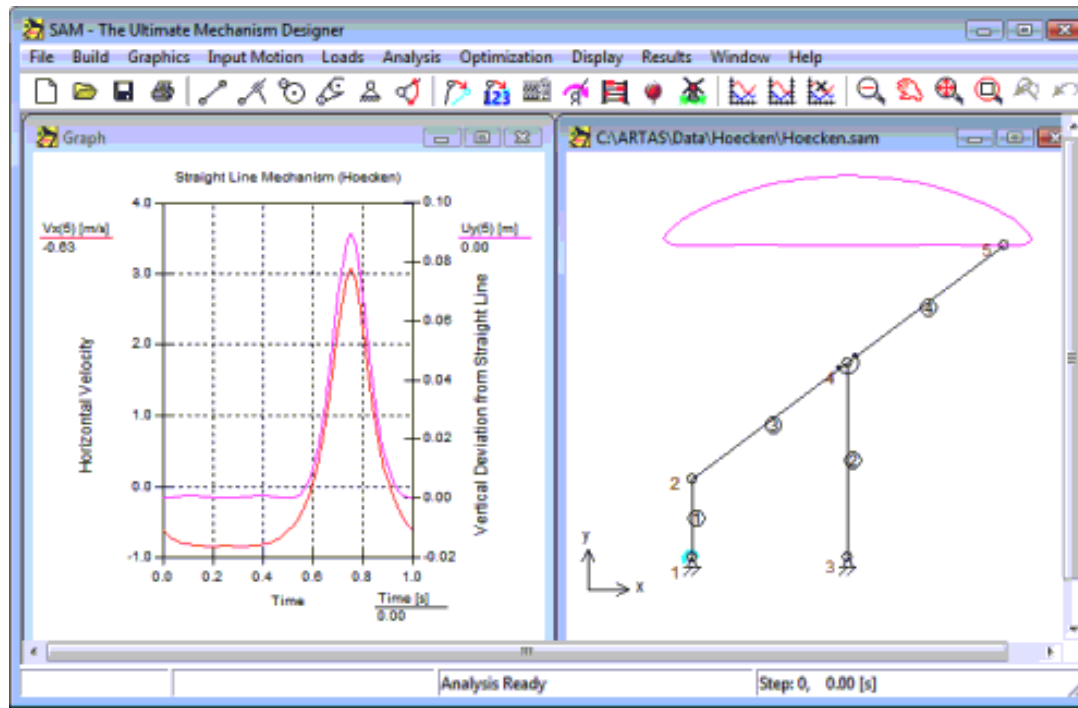 SAM - The Ultimate Mechanism Designer
File Build Graphics Input Motion Loads Analysis Optimization Display Results Window Help
123
Graph
Straight Line Mechanism (Hoecken)
Vx(5) [m/s]
-0.63
Uy(5) [m]
0.00
4.0
3.0
2.0
1.0
0.0
-1.0
Horizontal Velocity
0.10
0.08
0.06
0.04
0.02
0.00
-0.02
Vertical Deviation from Straight Line
0.0 0.2 0.4 0.6 0.8 1.0
Time
Time [s]
0.00
C:\ARTAS\Data\Hoecken\Hoecken.sam
5
4
4
3
2
2
1
1
3
y
x
Analysis Ready
Step: 0, 0.00 [s]